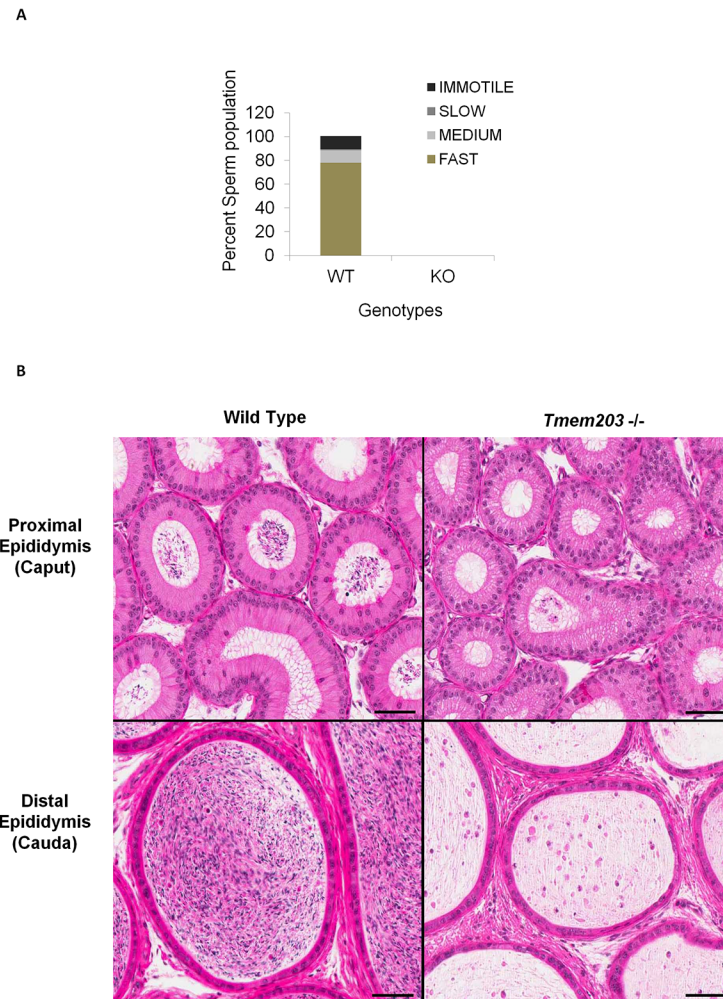 A
IMMOTILE
SLOW
MEDIUM
FAST
Percent Sperm population
120
100
80
60
40
20
0
WT
KO
Genotypes
B
Wild Type
Tmem203 -/-
Proximal
Epididymis
(Caput)
Distal
Epididymis
(Cauda)